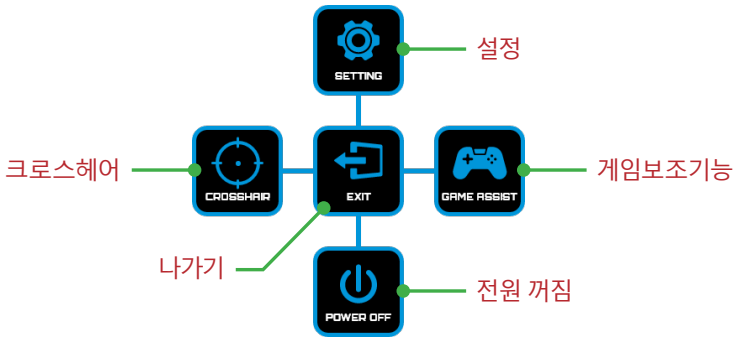 설정
SETTING
크로스헤어
CROSSHAIR
EXIT
GAME ASSIST
게임보조기능
나가기
POWER OFF
전원 꺼짐